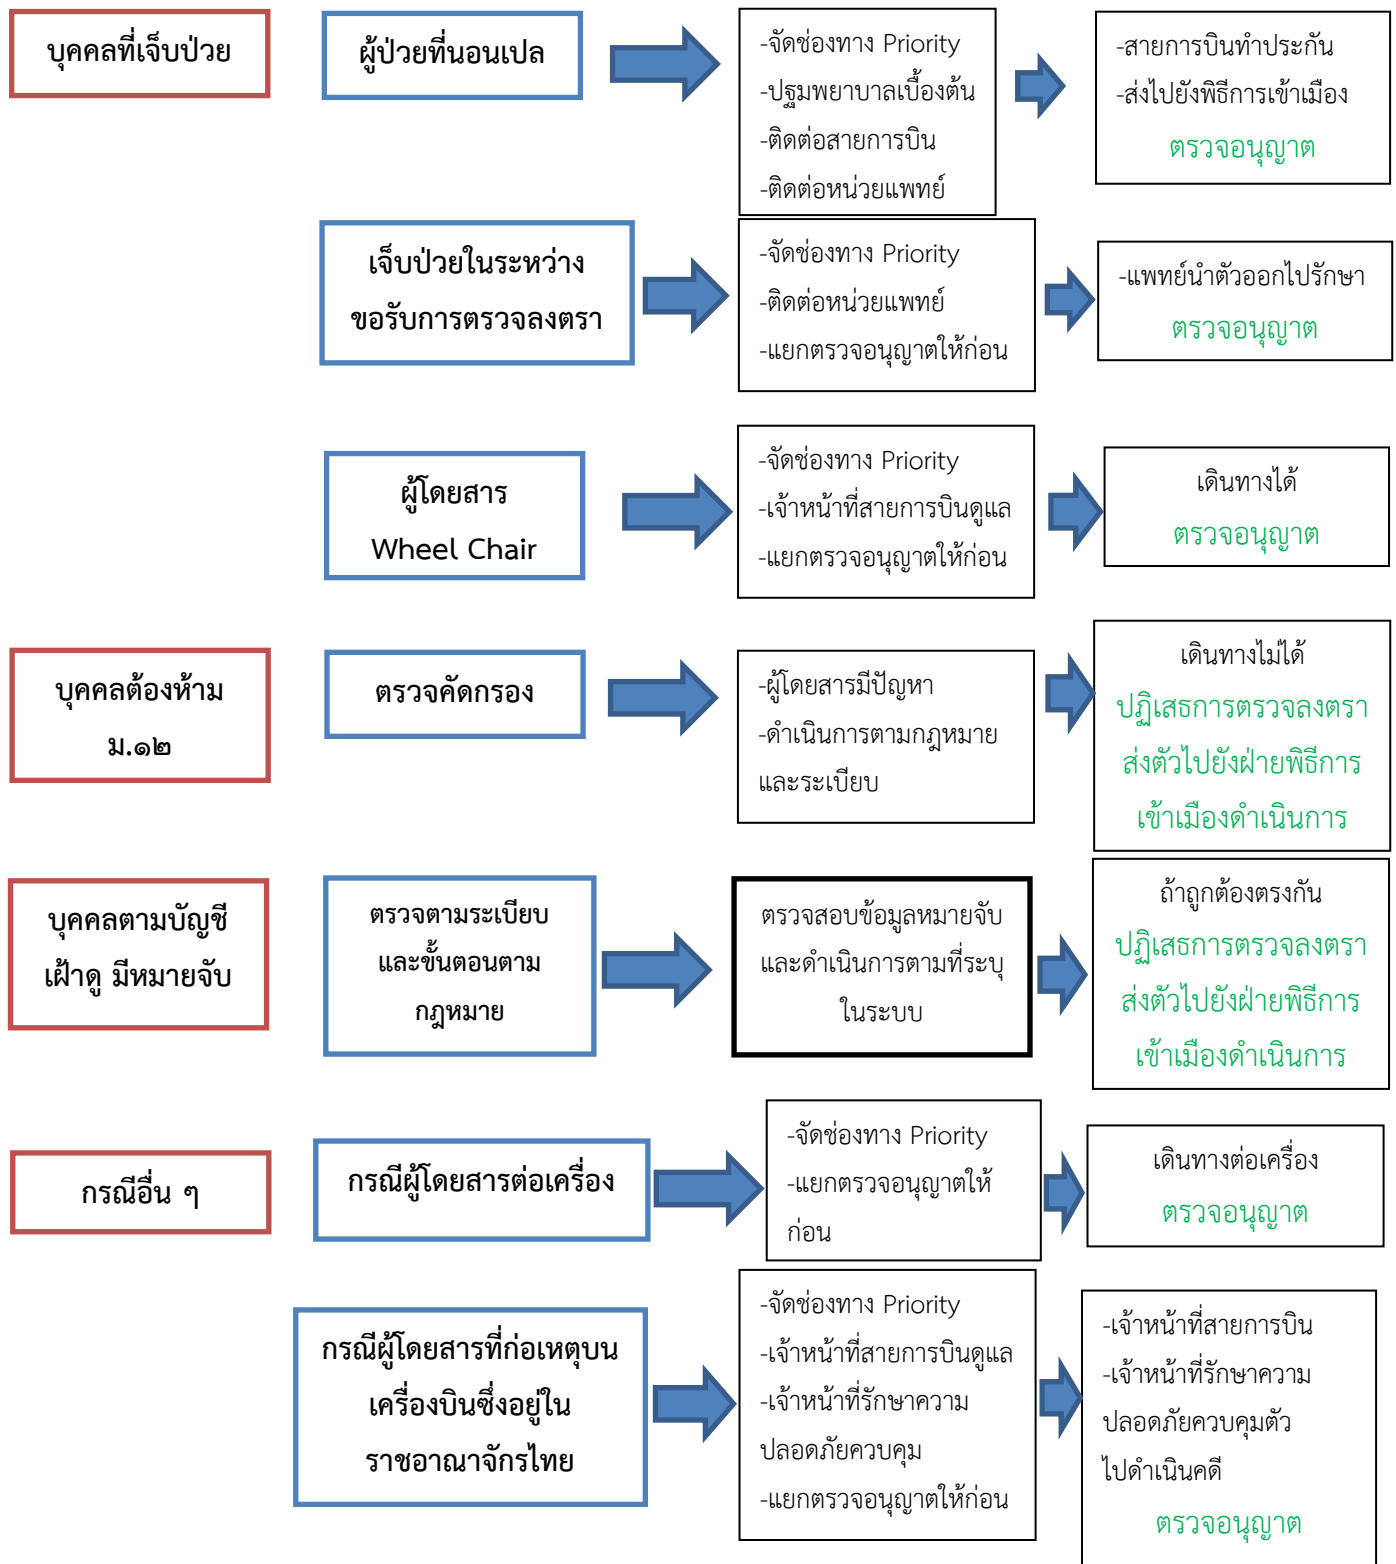 บุคคลที่เจ็บป่วย
ผู้ป่วยที่นอนเปล
-จัดช่องทาง Priority
-ปฐมพยาบาลเบื้องต้น
-ติดต่อสายการบิน
-ติดต่อหน่วยแพทย์
-สายการบินทำประกัน
-ส่งไปยังพิธีการเข้าเมือง
ตรวจอนุญาต
เจ็บป่วยในระหว่าง
ขอรับการตรวจลงตรา
-จัดช่องทาง Priority
-ติดต่อหน่วยแพทย์
-แยกตรวจอนุญาตให้ก่อน
-แพทย์นำตัวออกไปรักษา
ตรวจอนุญาต
ผู้โดยสาร
Wheel Chair
-จัดช่องทาง Priority
-เจ้าหน้าที่สายการบินดูแล
-แยกตรวจอนุญาตให้ก่อน
เดินทางได้
ตรวจอนุญาต
บุคคลต้องห้าม
ม.๑๒
ตรวจคัดกรอง
-ผู้โดยสารมีปัญหา
-ดำเนินการตามกฎหมาย
และระเบียบ
เดินทางไม่ได้
ปฏิเสธการตรวจลงตรา
ส่งตัวไปยังฝ่ายพิธีการ
เข้าเมืองดำเนินการ
บุคคลตามบัญชี
เฝ้าดู มีหมายจับ
ตรวจตามระเบียบ
และขั้นตอนตาม
กฎหมาย
ตรวจสอบข้อมูลหมายจับ
และดำเนินการตามที่ระบุ
ในระบบ
ถ้าถูกต้องตรงกัน
ปฏิเสธการตรวจลงตรา
ส่งตัวไปยังฝ่ายพิธีการ
เข้าเมืองดำเนินการ
กรณีอื่น ๆ
กรณีผู้โดยสารต่อเครื่อง
-จัดช่องทาง Priority
-แยกตรวจอนุญาตให้
ก่อน
เดินทางต่อเครื่อง
ตรวจอนุญาต
กรณีผู้โดยสารที่ก่อเหตุบน
เครื่องบินซึ่งอยู่ใน
ราชอาณาจักรไทย
-จัดช่องทาง Priority
-เจ้าหน้าที่สายการบินดูแล
-เจ้าหน้าที่รักษาความ
ปลอดภัยควบคุม
-แยกตรวจอนุญาตให้ก่อน
-เจ้าหน้าที่สายการบิน
-เจ้าหน้าที่รักษาความ
ปลอดภัยควบคุมตัว
ไปดำเนินคดี
ตรวจอนุญาต